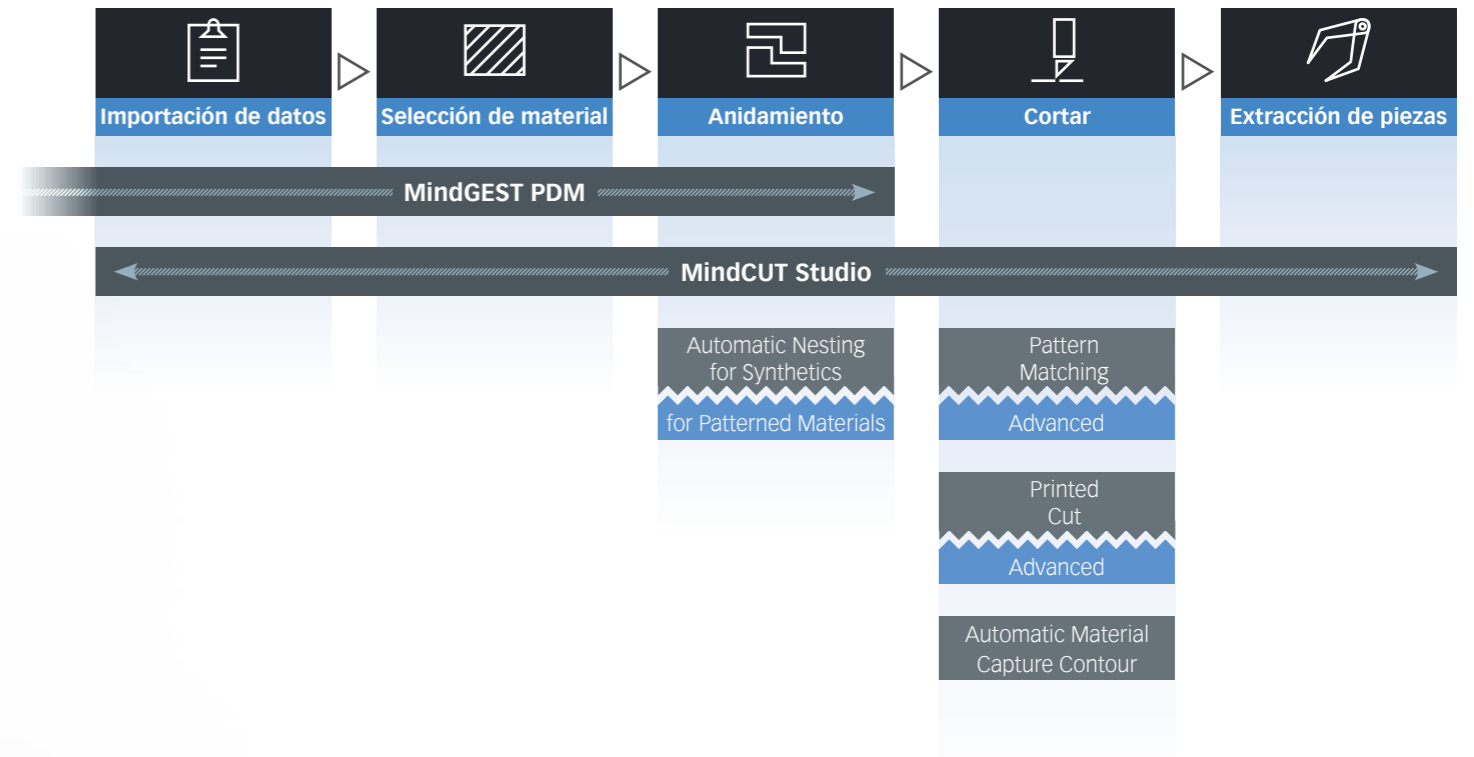 Importación de datos
Selección de material
Anidamiento
Cortar
Extracción de piezas
MindGEST PDM
MindCUT Studio
Automatic Nesting
for Synthetics
for Patterned Materials
Pattern
Matching
Advanced
Printed
Cut
Advanced
Automatic Material
Capture Contour